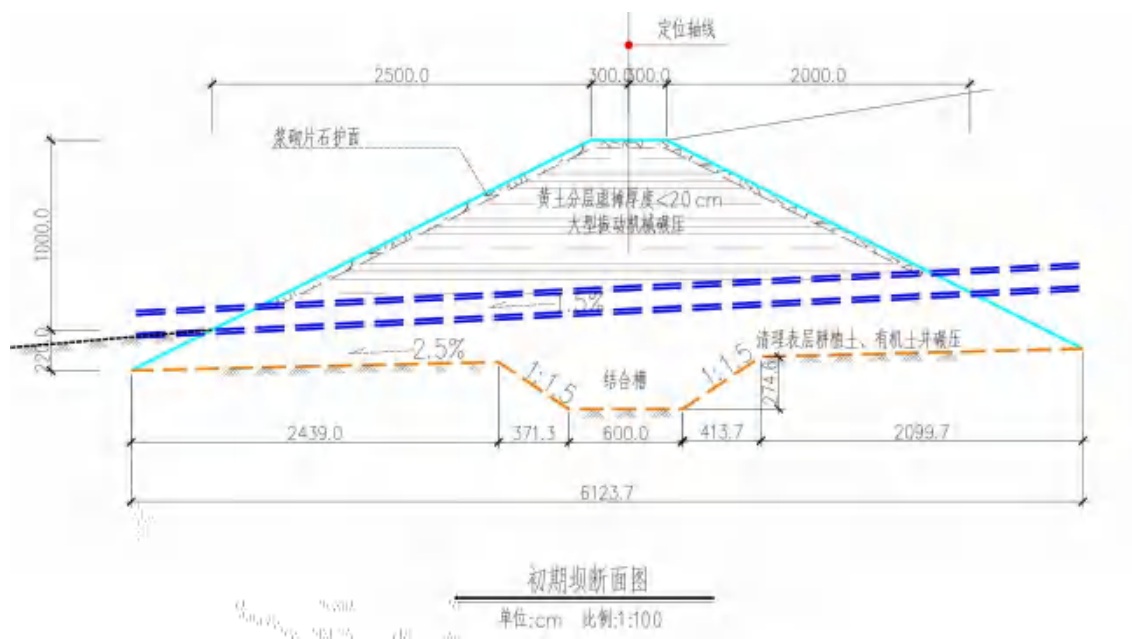 定位轴线
2500.0
300.0
300.0
2000.0
浆砌片石护面
黄土分层虚摊厚度<20cm
大型振动机械碾压
1000.0
1.5%
2.5%
清理表层耕植土、有机土并碾压
1:1.5
结合槽
1:1.5
274.6
2439.0
371.3
600.0
413.7
2099.7
6123.7
初期坝断面图
单位:cm 比例:1:100